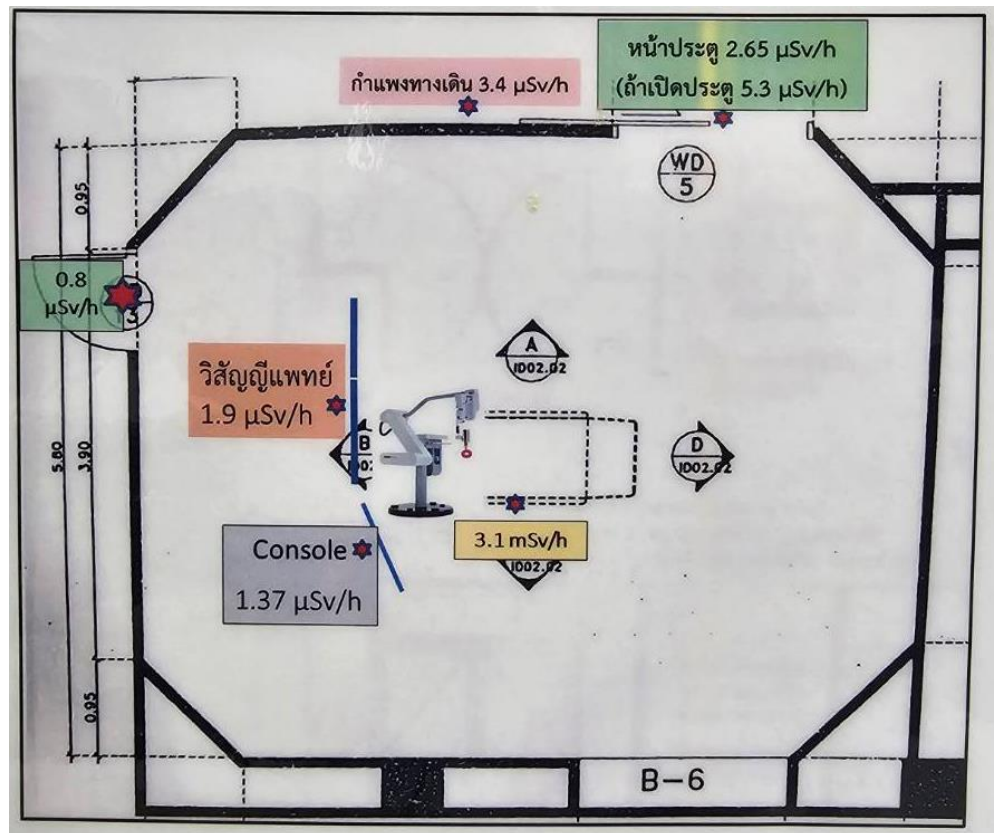 หน้าประตู 2.65 µSv/h
(ถ้าเปิดประตู 5.3 µSv/h)
กำแพงทางเดิน 3.4 µSv/h
WD
5
0.95
0.8
µSv/h
3
A
ID02.02
วิสัญญีแพทย์
1.9 µSv/h
B
D
ID02.02
5.80
3.90
3.1 mSv/h
ID02.02
Console
1.37 µSv/h
0.95
B-6